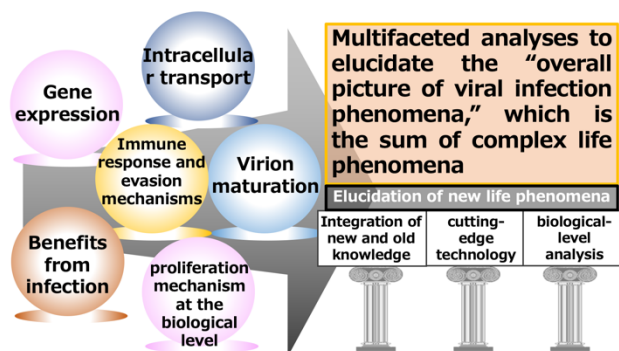 Intracellula
r transport
Gene
expression
Immune
response and
evasion
mechanisms
Virion
maturation
Benefits
from
infection
proliferation
mechanism
at the
biological
level
Multifaceted analyses to
elucidate the “overall
picture of viral infection
phenomena,” which is
the sum of complex life
phenomena
Elucidation of new life phenomena
Integration of
new and old
knowledge
cutting-
edge
technology
biological-
level
analysis